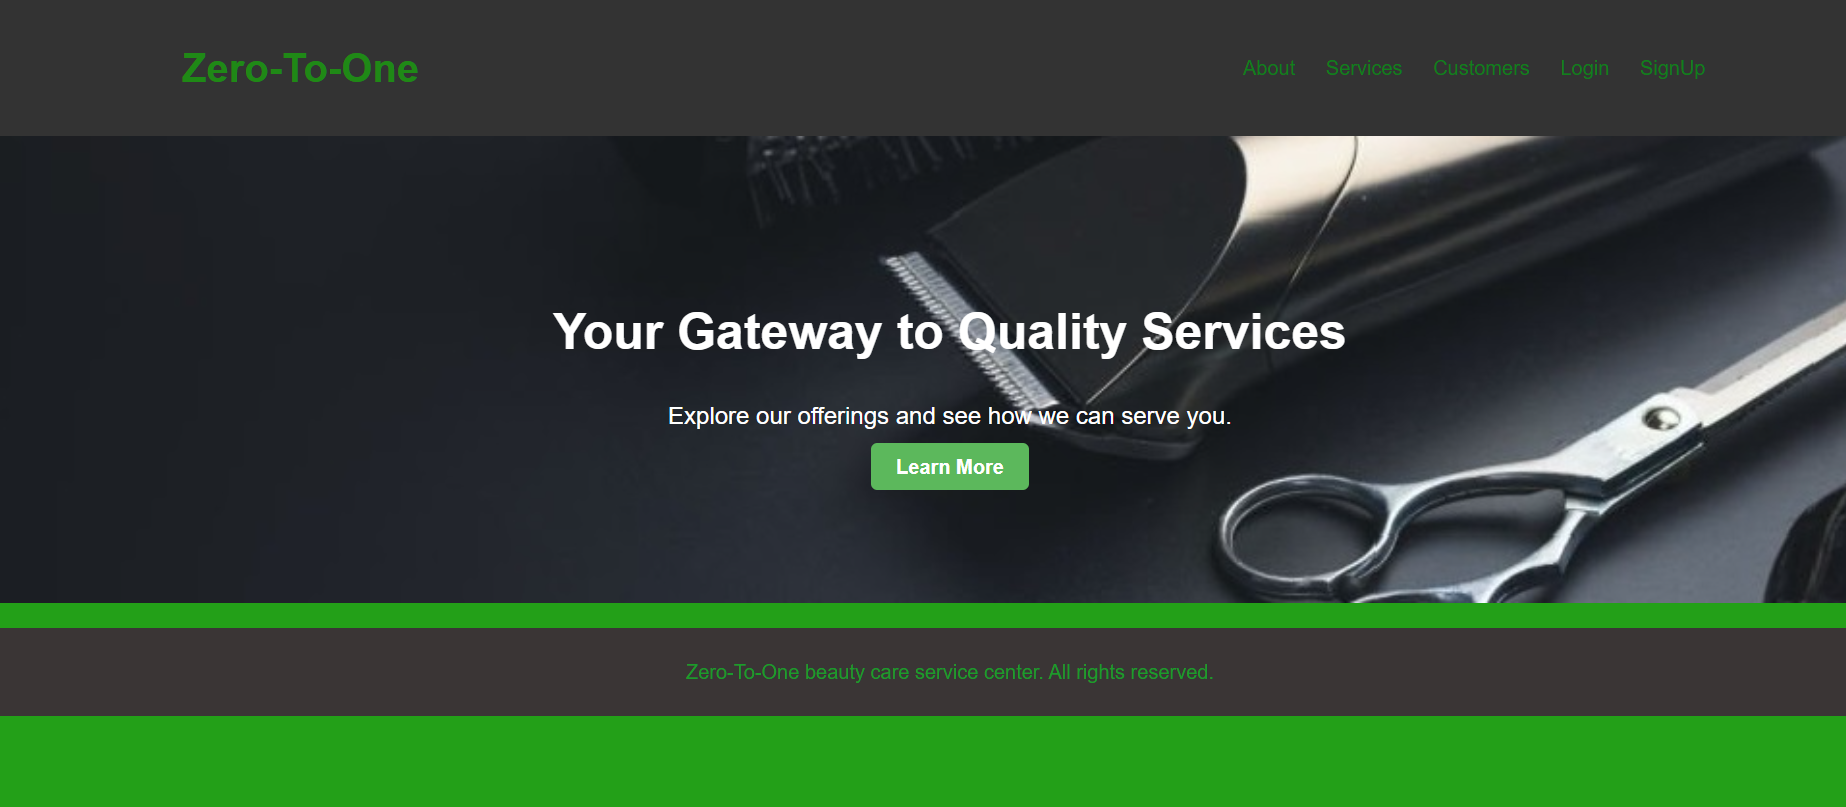 Zero-To-One
About Services Customers Login SignUp
Your Gateway to Quality Services
Explore our offerings and see how we can serve you.
Learn More
Zero-To-One beauty care service center. All rights reserved.